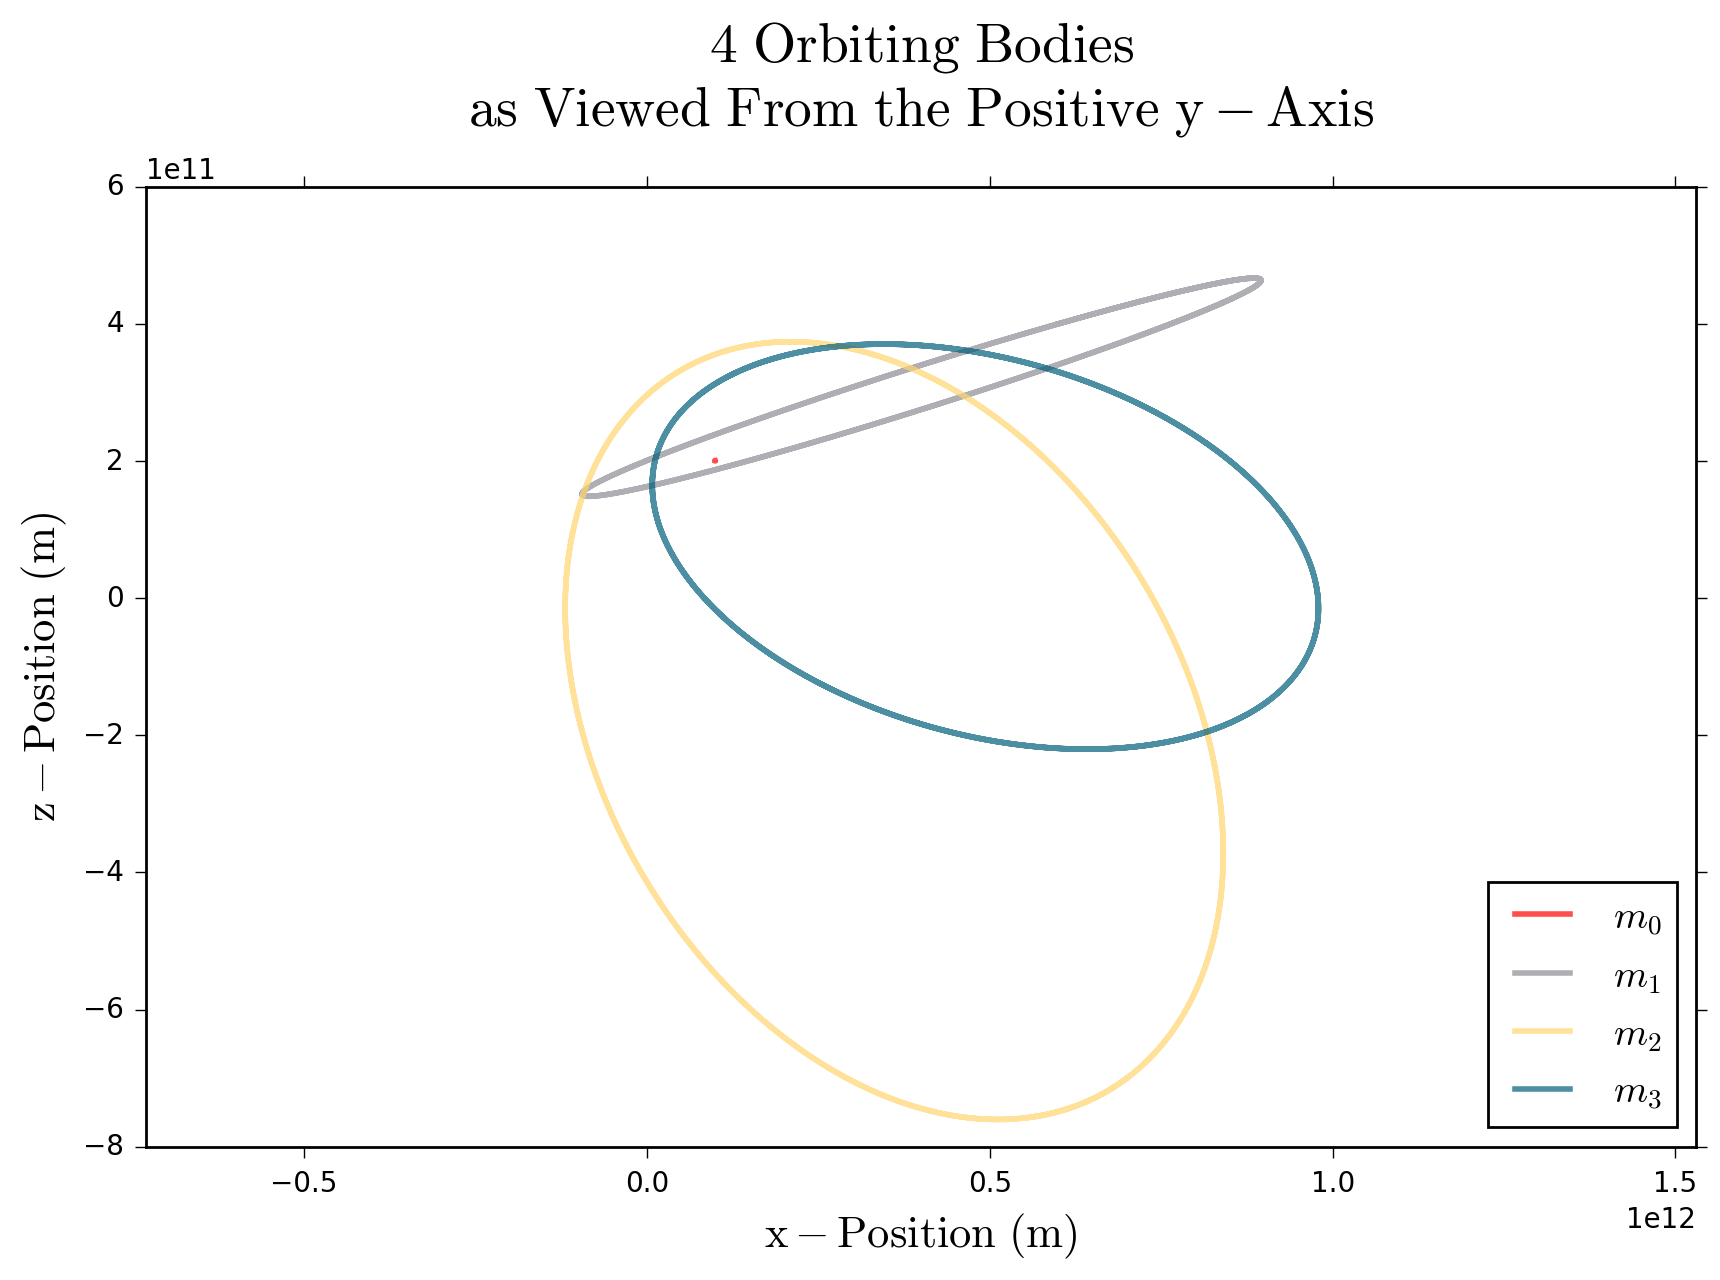 4 Orbiting Bodies
as Viewed From the Positive y − Axis
1e11
6
4
2
0
−2
−4
−6
−8
z − Position (m)
m0
m1
m2
m3
−0.5 0.0 0.5 1.0 1.5
1e12
x − Position (m)